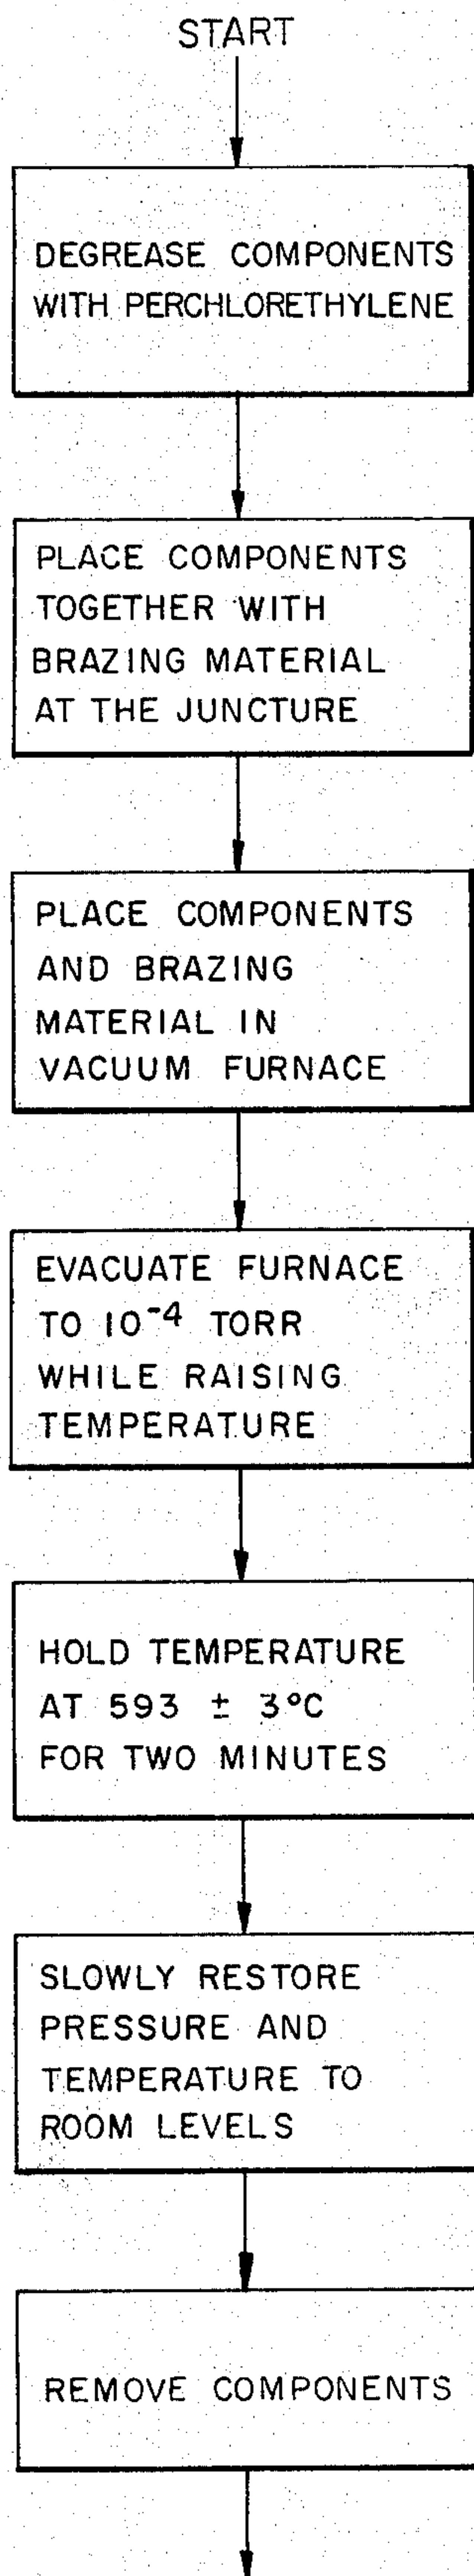 START
DEGREASE COMPONENTS
WITH PERCHLORETHYLENE
PLACE COMPONENTS
TOGETHER WITH
BRAZING MATERIAL
AT THE JUNCTURE
PLACE COMPONENTS
AND BRAZING
MATERIAL IN
VACUUM FURNACE
EVACUATE FURNACE
TO 10⁻⁴ TORR
WHILE RAISING
TEMPERATURE
HOLD TEMPERATURE
AT 593 ± 3°C
FOR TWO MINUTES
SLOWLY RESTORE
PRESSURE AND
TEMPERATURE TO
ROOM LEVELS
REMOVE COMPONENTS